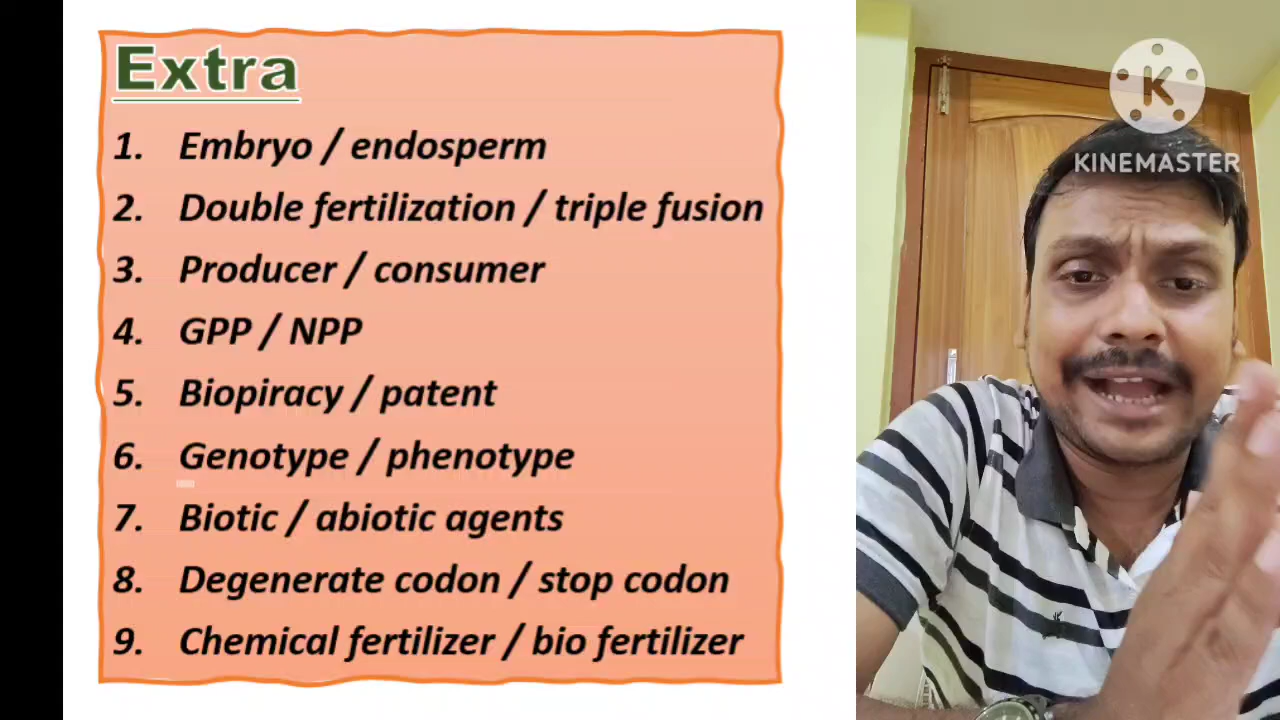 Extra
1. Embryo / endosperm
2. Double fertilization / triple fusion
3. Producer / consumer
4. GPP / NPP
5. Biopiracy / patent
6. Genotype / phenotype
7. Biotic / abiotic agents
8. Degenerate codon / stop codon
9. Chemical fertilizer / bio fertilizer
K
KINEMASTER